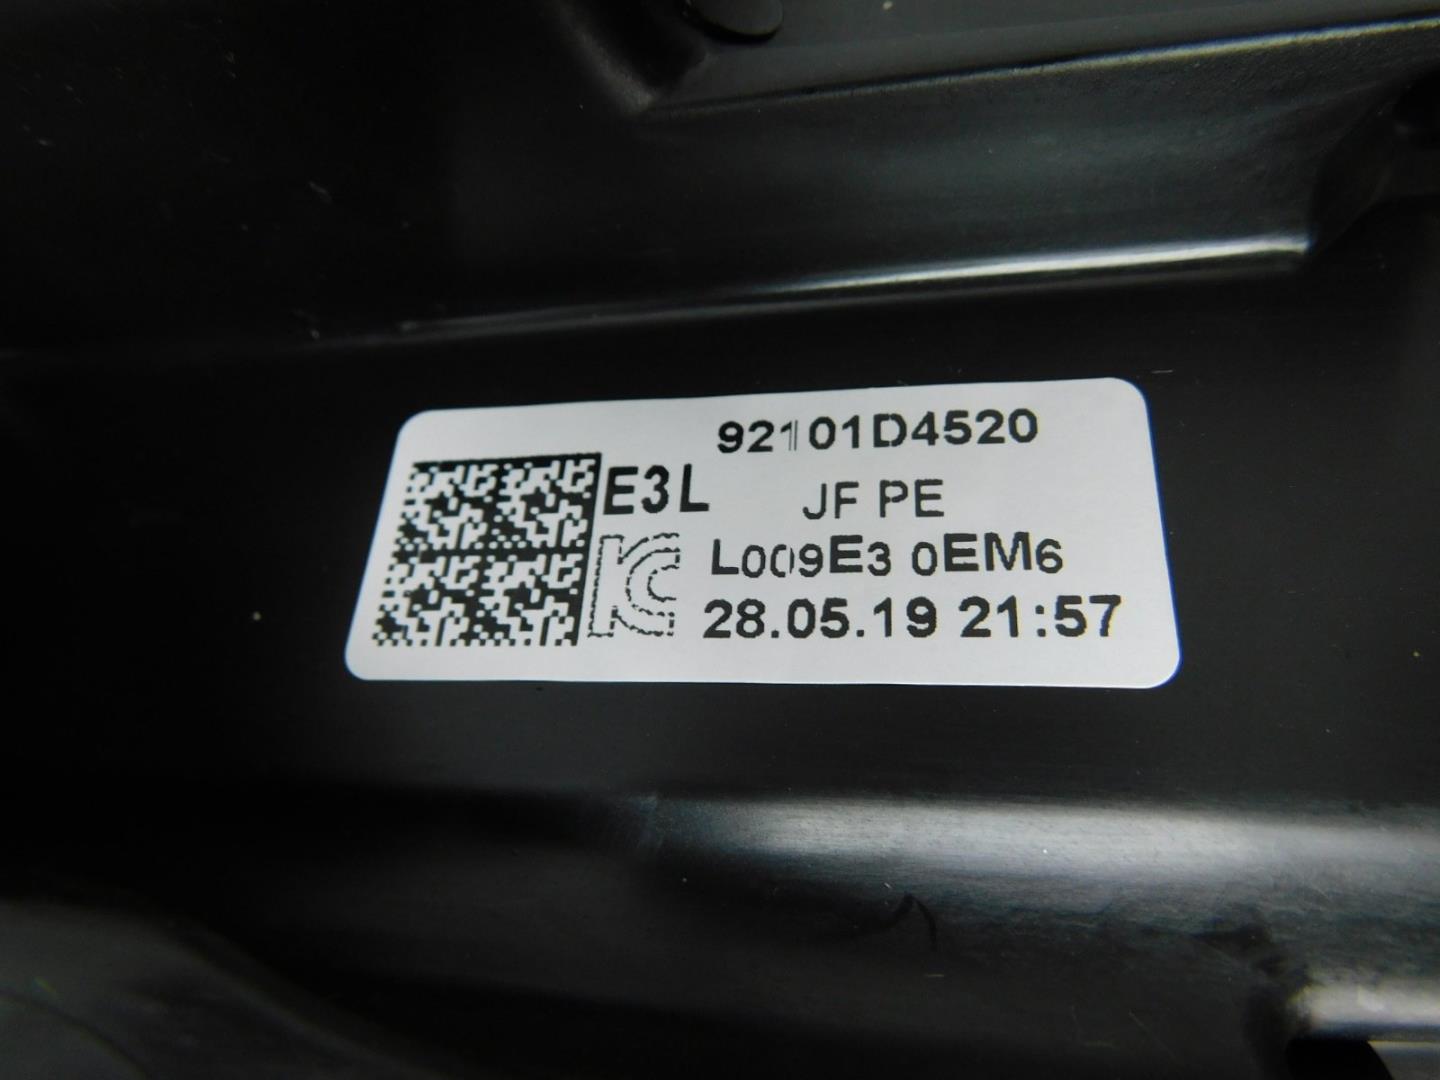 92101D4520
E3L JF PE
L009E3 0EM6
28.05.19 21:57